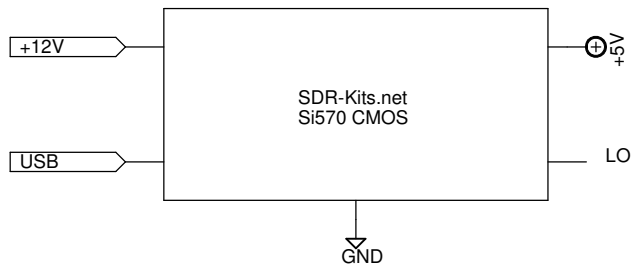 +12V
+5V
SDR-Kits.net
Si570 CMOS
USB
LO
GND